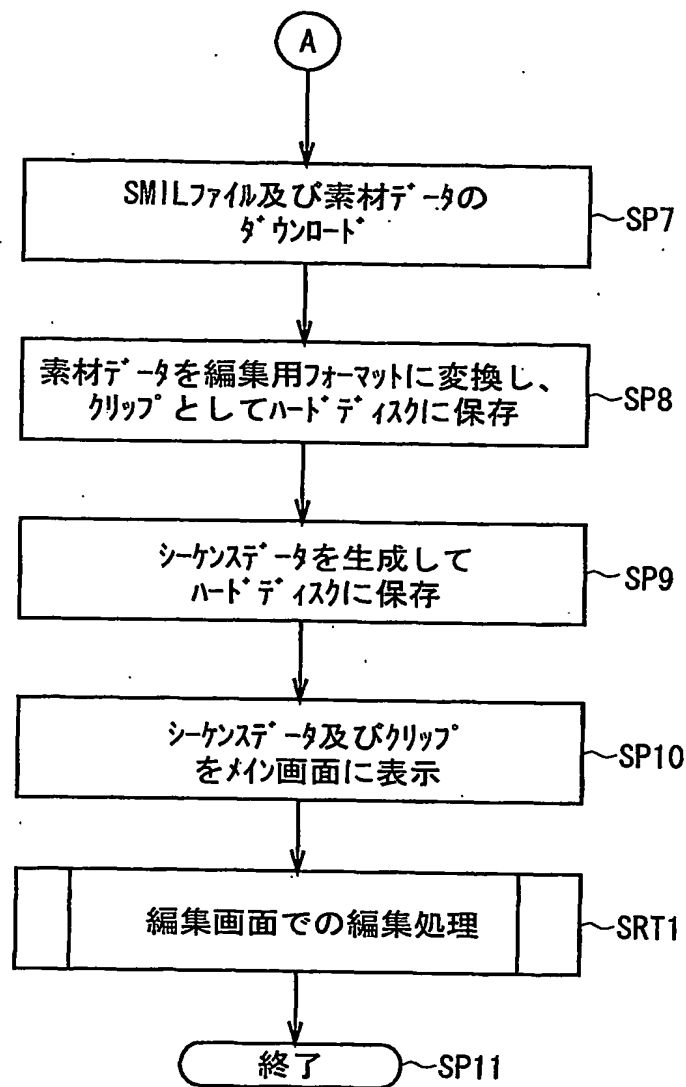 A
SMILファイル及び素材データの
ダウンロード
SP7
素材データを編集用フォーマットに変換し、
クリップとしてハードディスクに保存
SP8
シーケンスデータを生成して
ハードディスクに保存
SP9
シーケンスデータ及びクリップ
をメイン画面に表示
SP10
編集画面での編集処理
SRT1
終了
SP11